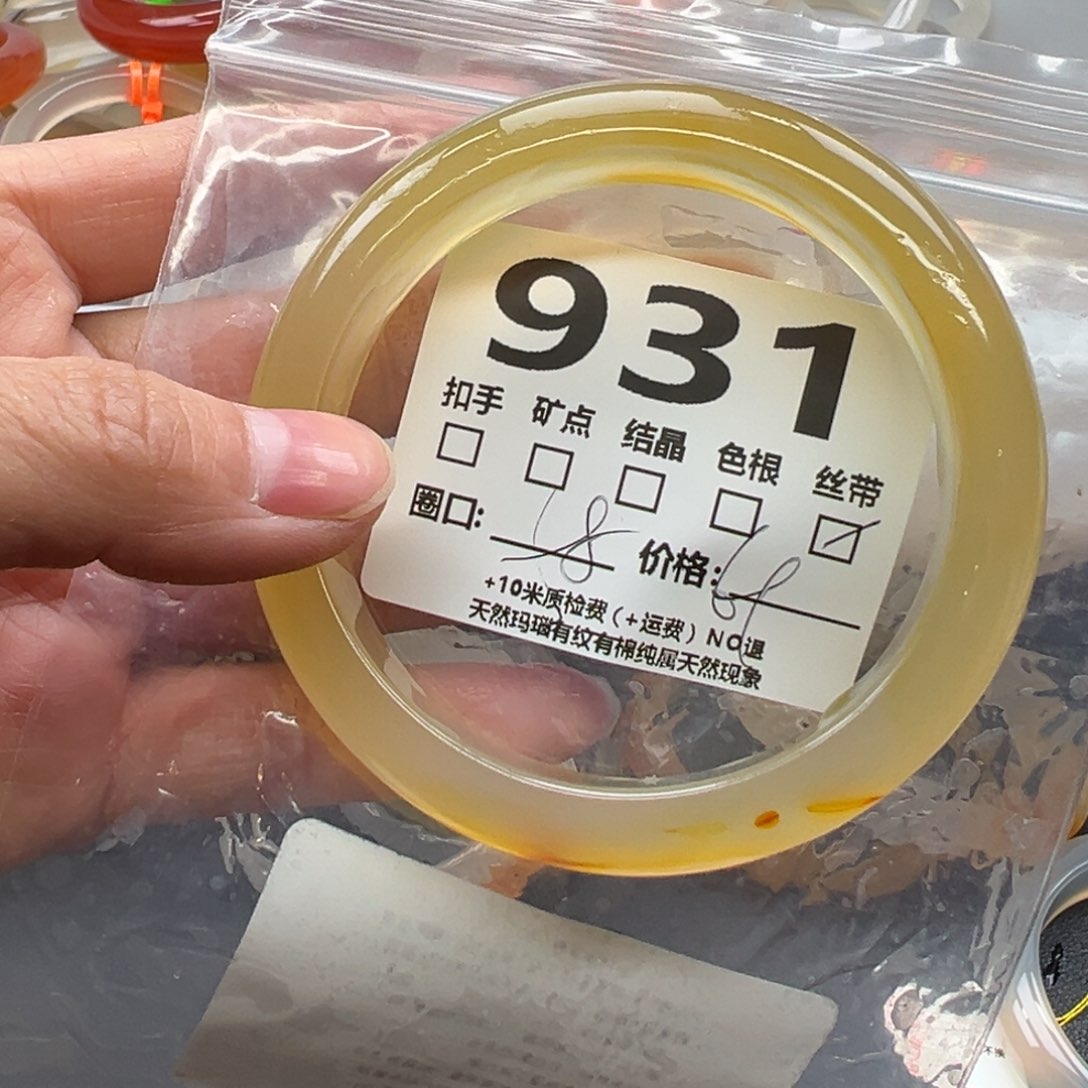 931
扣手 矿点 结晶 色根 丝带
圈口: 58 价格: 68
+10米质检费（+运费）NO退
天然玛瑙有纹有棉纯属天然现象